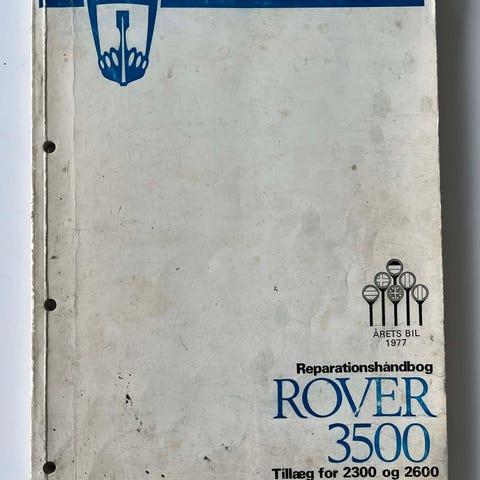 ÅRETS BIL
1977
Reparationshåndbog
ROVER
3500
Tillæg for 2300 og 2600